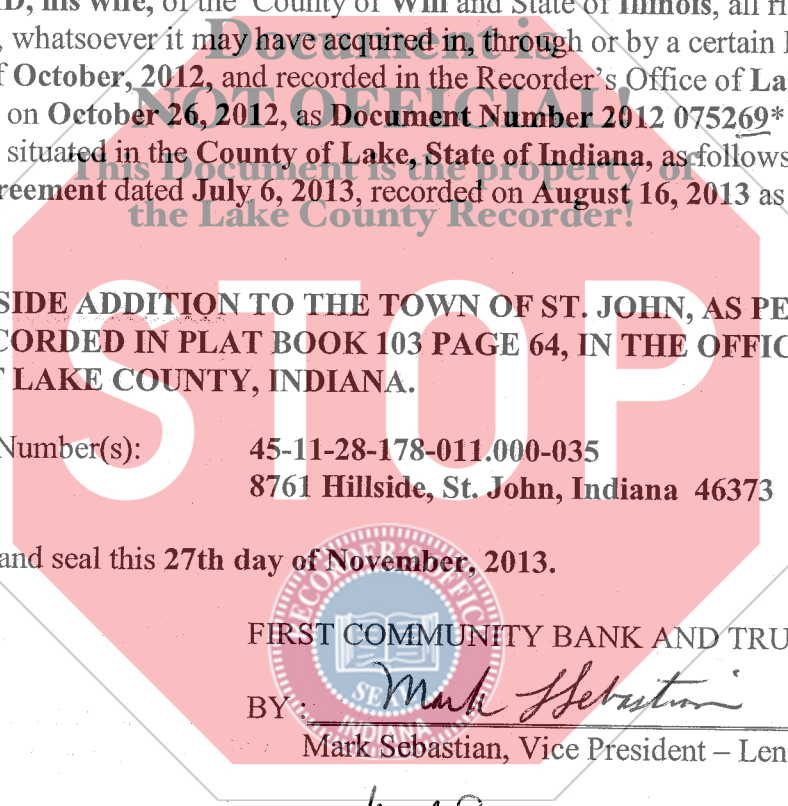 D, his wife, of the County of Will and State of Illinois, all ri
, whatsoever it may have acquired in, through or by a certain
f October, 2012, and recorded in the Recorder's Office of La
on October 26, 2012, as Document Number 2012 075269*
situated in the County of Lake, State of Indiana, as follows
reement dated July 6, 2013, recorded on August 16, 2013 as
Document is
NOT OFFICIAL!
This Document is the property of
the Lake County Recorder!
STOP
SIDE ADDITION TO THE TOWN OF ST. JOHN, AS PE
CORDED IN PLAT BOOK 103 PAGE 64, IN THE OFFIC
LAKE COUNTY, INDIANA.
Number(s): 45-11-28-178-011.000-035
8761 Hillside, St. John, Indiana 46373
and seal this 27th day of November, 2013.
RECORDER'S OFFICE
SEAL
INDIANA
FIRST COMMUNITY BANK AND TRU
BY: Mark J Sebastian
Mark Sebastian, Vice President – Len